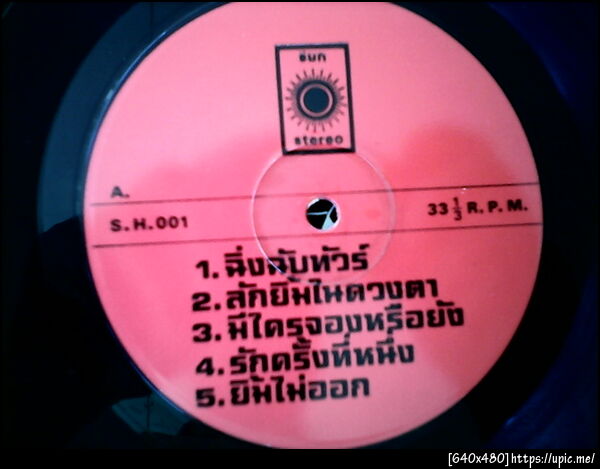 sun
stereo
A.
S.H.001
33 1/3 R.P.M.
1. ฉิ่งฉับทัวร์
2. ลักยิ้มในดวงตา
3. มีใครจองหรือยัง
4. รักครั้งที่หนึ่ง
5. ยิ้มไม่ออก
[640x480]https://upic.me/